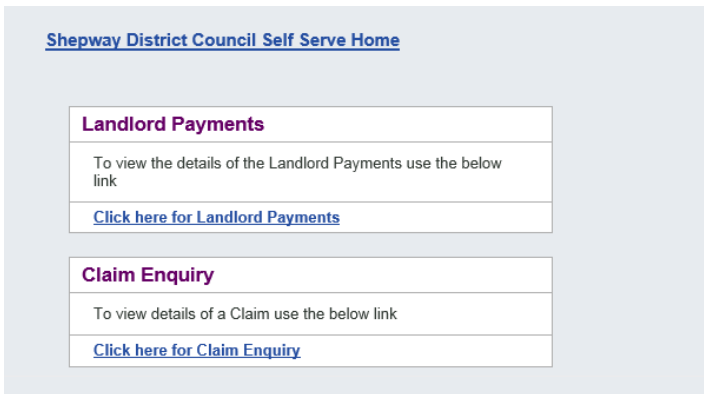 Shepway District Council Self Serve Home
Landlord Payments
To view the details of the Landlord Payments use the below
link
Click here for Landlord Payments
Claim Enquiry
To view details of a Claim use the below link
Click here for Claim Enquiry